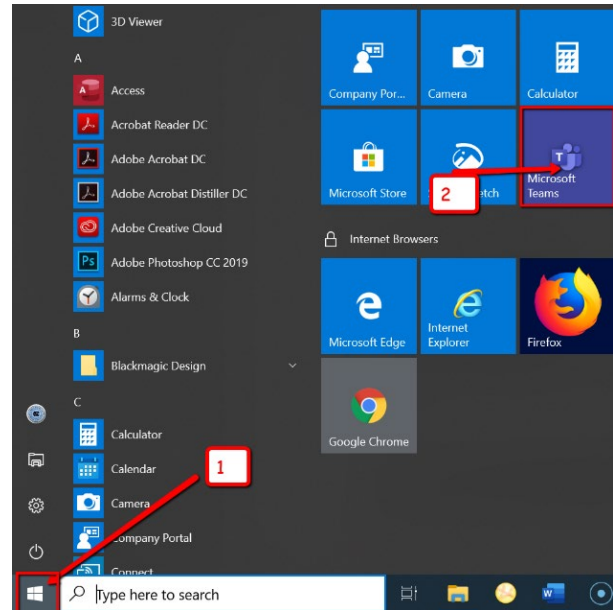 3D Viewer
A
Access
Acrobat Reader DC
Adobe Acrobat DC
Adobe Acrobat Distiller DC
Adobe Creative Cloud
Ps
Adobe Photoshop CC 2019
Alarms & Clock
B
Blackmagic Design
C
Calculator
Calendar
Camera
Company Portal
Connect
1
Company Por...
Camera
Calculator
Microsoft Store
etch
2
Microsoft
Teams
Internet Browsers
Microsoft Edge
Internet
Explorer
Firefox
Google Chrome
Type here to search